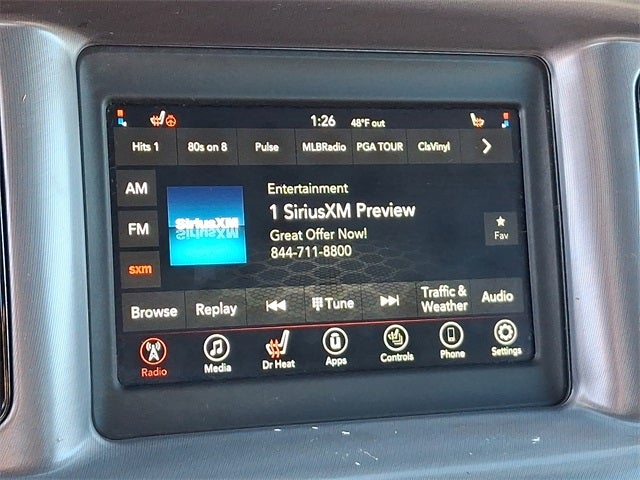 1:26 48°F out
Hits 1 80s on 8 Pulse MLBRadio PGA TOUR ClsVinyl
AM
FM
sxm
SiriusXM
SiriusXM
Entertainment
1 SiriusXM Preview
Great Offer Now!
844-711-8800
Fav
Browse Replay Tune Traffic & Weather Audio
Radio Media Dr Heat Apps Controls Phone Settings